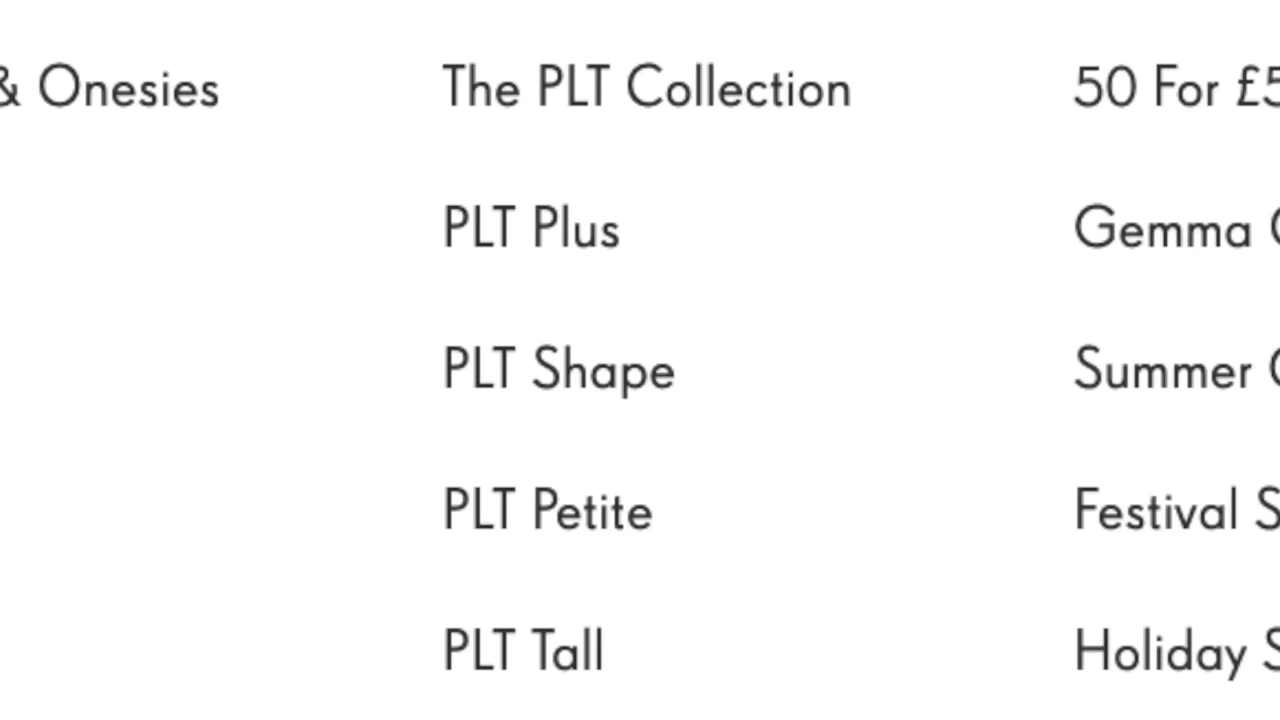 & Onesies
The PLT Collection
PLT Plus
PLT Shape
PLT Petite
PLT Tall
50 For
Gemma
Summer
Festival
Holiday